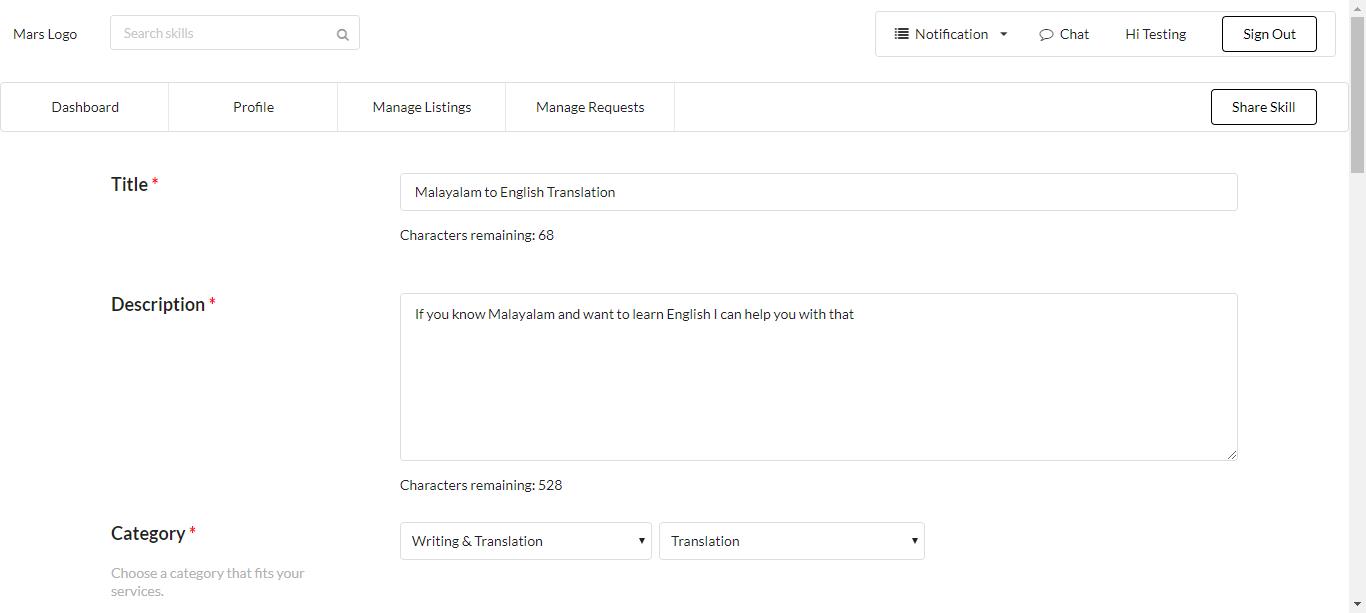 Mars Logo
Search skills
Notification
Chat
Hi Testing
Sign Out
Dashboard
Profile
Manage Listings
Manage Requests
Share Skill
Title *
Malayalam to English Translation
Characters remaining: 68
Description *
If you know Malayalam and want to learn English I can help you with that
Characters remaining: 528
Category *
Writing & Translation
Translation
Choose a category that fits your
services.